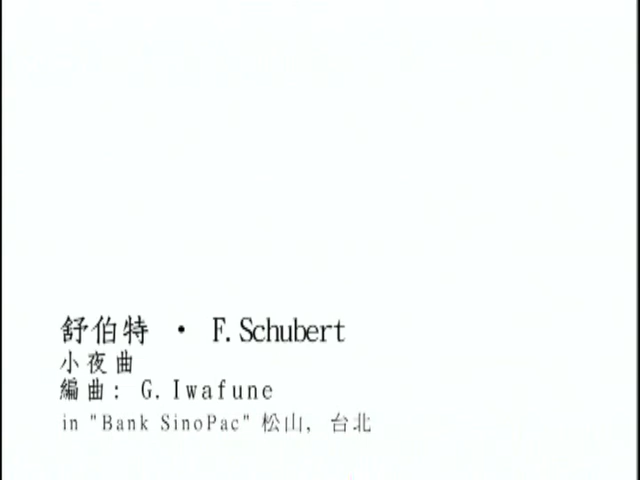 舒伯特 · F.Schubert
小夜曲
編曲: G.Iwafune
in "Bank SinoPac" 松山, 台北